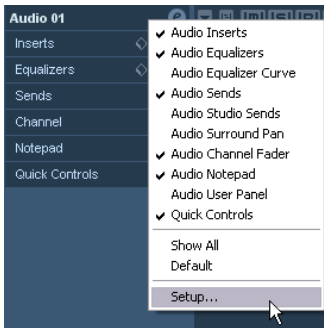 Audio 01
Inserts
Equalizers
Sends
Channel
Notepad
Quick Controls
Audio Inserts
Audio Equalizers
Audio Equalizer Curve
Audio Sends
Audio Studio Sends
Audio Surround Pan
Audio Channel Fader
Audio Notepad
Audio User Panel
Quick Controls
Show All
Default
Setup...